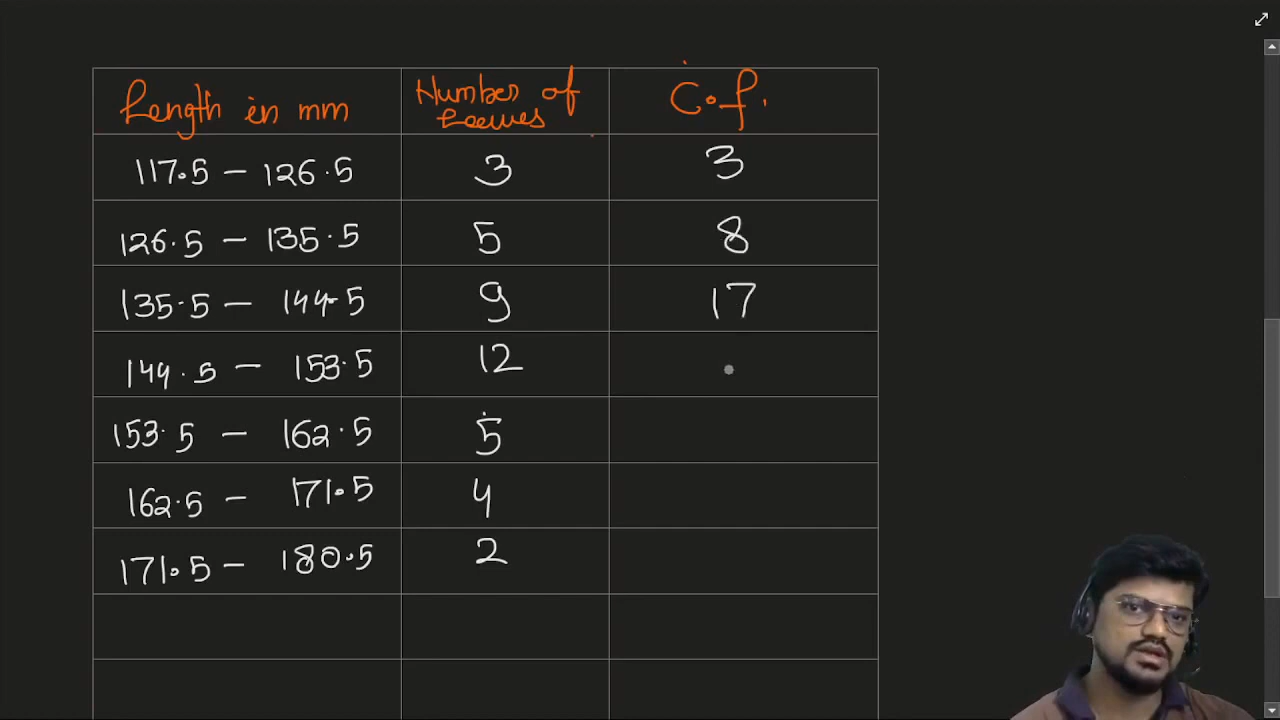 Length in mm
Number of
Leeves
C.f.
117.5 – 126.5 3 3
126.5 – 135.5 5 8
135.5 – 144.5 9 17
144.5 – 153.5 12
153.5 – 162.5 5
162.5 – 171.5 4
171.5 – 180.5 2